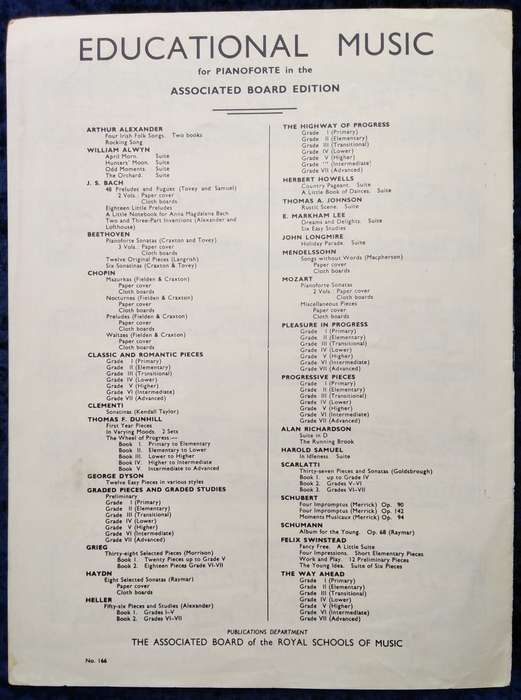 EDUCATIONAL MUSIC
for PIANOFORTE in the
ASSOCIATED BOARD EDITION
ARTHUR ALEXANDER
Four Irish Folk Songs. Two books
Rocking Song
WILLIAM ALWYN
April Morn. Suite
Hunters' Moon. Suite
Odd Moments. Suite
The Orchard. Suite
J. S. BACH
48 Preludes and Fugues (Tovey and Samuel)
2 Vols. Paper cover
Cloth boards
Eighteen Little Preludes
A Little Notebook for Anna Magdalena Bach
Two and Three-Part Inventions (Alexander and
Lofthouse)
BEETHOVEN
Pianoforte Sonatas (Craxton and Tovey)
3 Vols. Paper cover
Cloth boards
Twelve Original Pieces (Langrish)
Six Sonatinas (Craxton & Tovey)
CHOPIN
Mazurkas (Fielden & Craxton)
Paper cover
Cloth boards
Nocturnes (Fielden & Craxton)
Paper cover
Cloth boards
Preludes (Fielden & Craxton)
Paper cover
Cloth boards
Waltzes (Fielden & Craxton)
Paper cover
Cloth boards
CLASSIC AND ROMANTIC PIECES
Grade I (Primary)
Grade II (Elementary)
Grade III (Transitional)
Grade IV (Lower)
Grade V (Higher)
Grade VI (Intermediate)
Grade VII (Advanced)
CLEMENTI
Sonatinas (Kendall Taylor)
THOMAS F. DUNHILL
First Year Pieces
In Varying Moods. 2 Sets
The Wheel of Progress—
Book I. Primary to Elementary
Book II. Elementary to Lower
Book III. Lower to Higher
Book IV. Higher to Intermediate
Book V. Intermediate to Advanced
GEORGE DYSON
Twelve Easy Pieces in various styles
GRADED PIECES AND GRADED STUDIES
Preliminary
Grade I (Primary)
Grade II (Elementary)
Grade III (Transitional)
Grade IV (Lower)
Grade V (Higher)
Grade VI (Intermediate)
Grade VII (Advanced)
GRIEG
Thirty-eight Selected Pieces (Morrison)
Book 1. Twenty Pieces up to Grade V
Book 2. Eighteen Pieces Grade VI-VII
HAYDN
Eight Selected Sonatas (Raymar)
Paper cover
Cloth boards
HELLER
Fifty-six Pieces and Studies (Alexander)
Book 1. Grades I-V
Book 2. Grades VI-VII
THE HIGHWAY OF PROGRESS
Grade I (Primary)
Grade II (Elementary)
Grade III (Transitional)
Grade IV (Lower)
Grade V (Higher)
Grade (Intermediate)
Grade VII (Advanced)
HERBERT HOWELLS
Country Pageant. Suite
A Little Book of Dances. Suite
THOMAS A. JOHNSON
Rustic Scene. Suite
E. MARKHAM LEE
Dreams and Delights. Suite
Six Easy Studies
JOHN LONGMIRE
Holiday Parade. Suite
MENDELSSOHN
Songs without Words (Macpherson)
Paper cover
Cloth boards
MOZART
Pianoforte Sonatas
2 Vols. Paper cover
Cloth boards
Miscellaneous Pieces
Paper cover
Cloth boards
PLEASURE IN PROGRESS
Grade I (Primary)
Grade II (Elementary)
Grade III (Transitional)
Grade IV (Lower)
Grade V (Higher)
Grade VI (Intermediate)
Grade VII (Advanced)
PROGRESSIVE PIECES
Grade I (Primary)
Grade II (Elementary)
Grade III (Transitional)
Grade IV (Lower)
Grade V (Higher)
Grade VI (Intermediate)
Grade VII (Advanced)
ALAN RICHARDSON
Suite in D
The Running Brook
HAROLD SAMUEL
In Idleness. Suite
SCARLATTI
Thirty-seven Pieces and Sonatas (Goldsbrough)
Book 1. up to Grade IV
Book 2. Grades V-VI
Book 3. Grades VI-VII
SCHUBERT
Four Impromptus (Merrick) Op. 90
Four Impromptus (Merrick) Op. 142
Moments Musicaux (Merrick) Op. 94
SCHUMANN
Album for the Young. Op. 68 (Raymar)
FELIX SWINSTEAD
Fancy Free. A Little Suite
Four Impressions. Short Elementary Pieces
Work and Play. 12 Preliminary Pieces
The Young Idea. Suite of Six Pieces
THE WAY AHEAD
Grade I (Primary)
Grade II (Elementary)
Grade III (Transitional)
Grade IV (Lower)
Grade V (Higher)
Grade VI (Intermediate)
Grade VII (Advanced)
PUBLICATIONS DEPARTMENT
THE ASSOCIATED BOARD of the ROYAL SCHOOLS OF MUSIC
No. 166